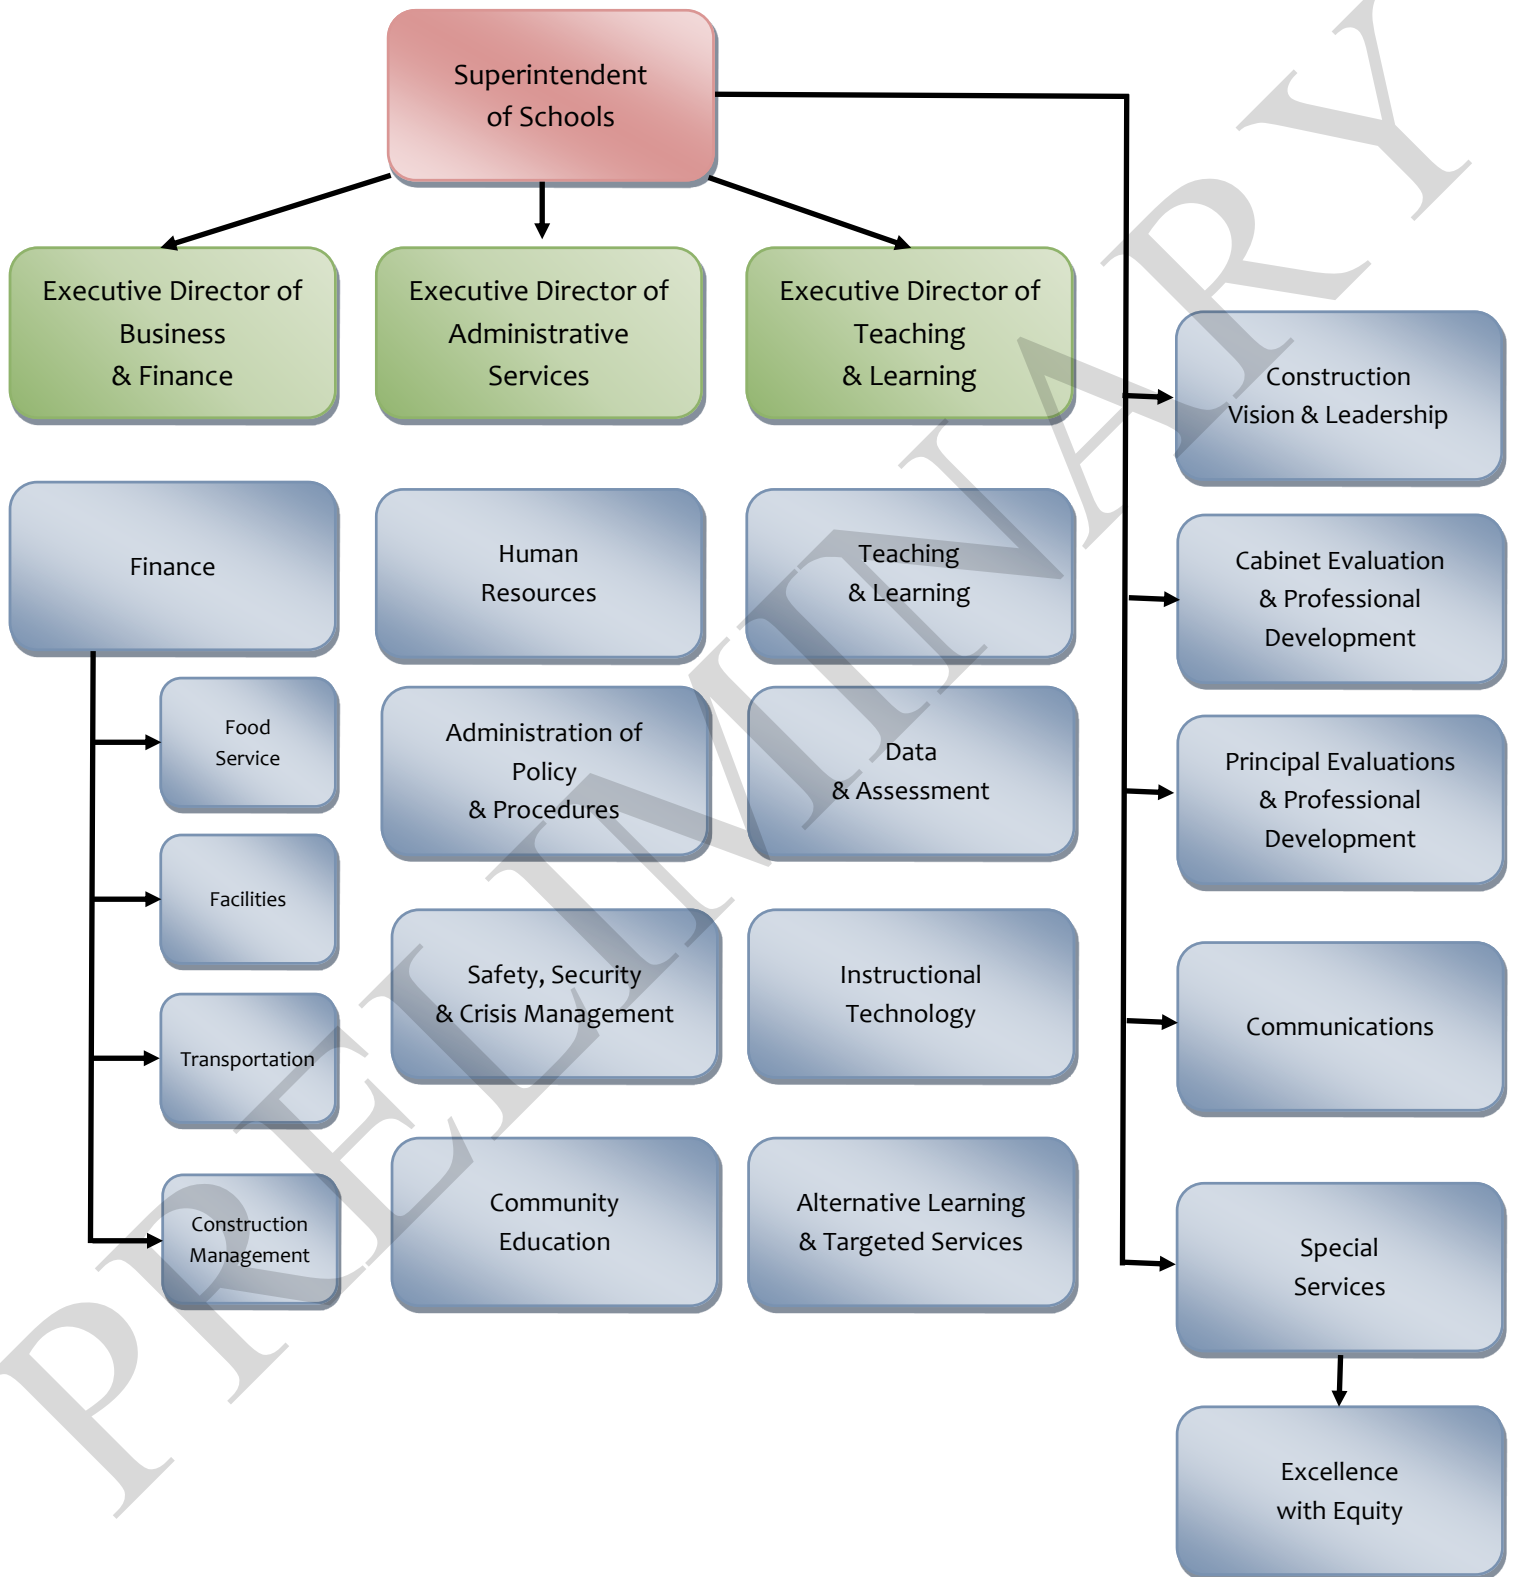 Superintendent
of Schools
Executive Director of
Business
& Finance
Executive Director of
Administrative
Services
Executive Director of
Teaching
& Learning
Finance
Food
Service
Facilities
Transportation
Construction
Management
Human
Resources
Administration of
Policy
& Procedures
Safety, Security
& Crisis Management
Community
Education
Teaching
& Learning
Data
& Assessment
Instructional
Technology
Alternative Learning
& Targeted Services
Construction
Vision & Leadership
Cabinet Evaluation
& Professional
Development
Principal Evaluations
& Professional
Development
Communications
Special
Services
Excellence
with Equity
PRELIMINARY